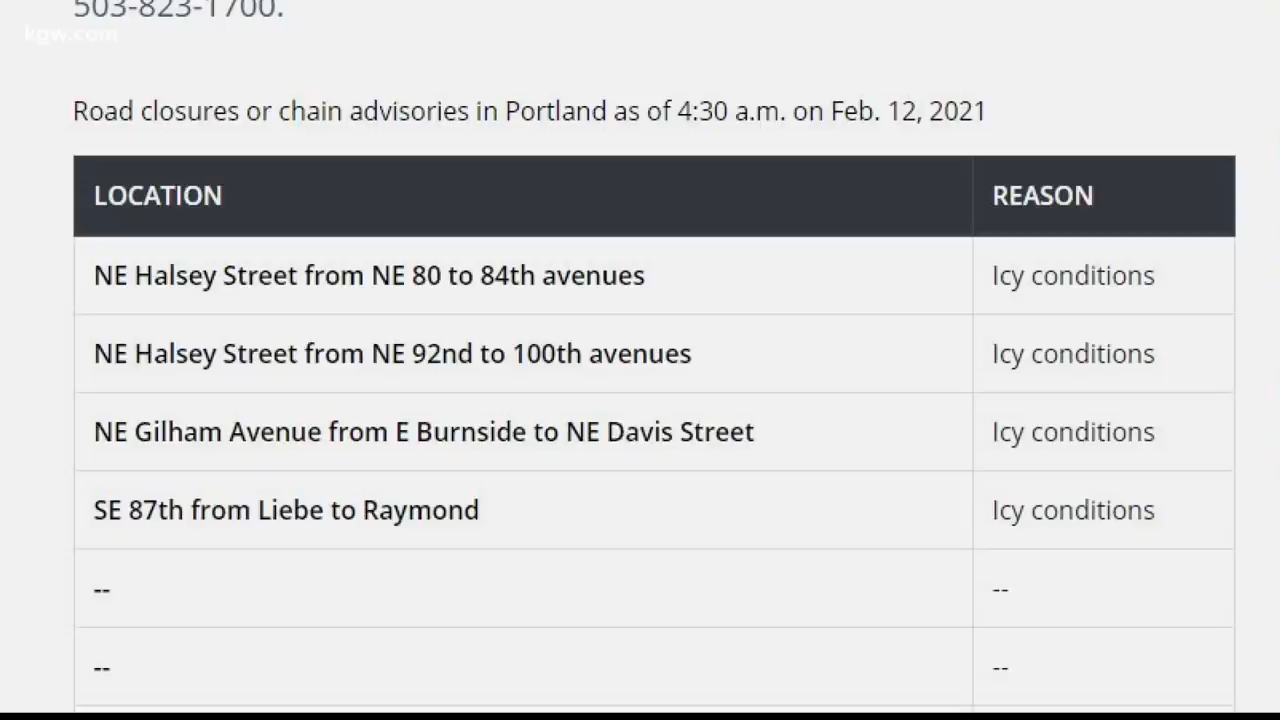 503-823-1700.
kgw.com
Road closures or chain advisories in Portland as of 4:30 a.m. on Feb. 12, 2021
LOCATION REASON
NE Halsey Street from NE 80 to 84th avenues Icy conditions
NE Halsey Street from NE 92nd to 100th avenues Icy conditions
NE Gilham Avenue from E Burnside to NE Davis Street Icy conditions
SE 87th from Liebe to Raymond Icy conditions
-- --
-- --